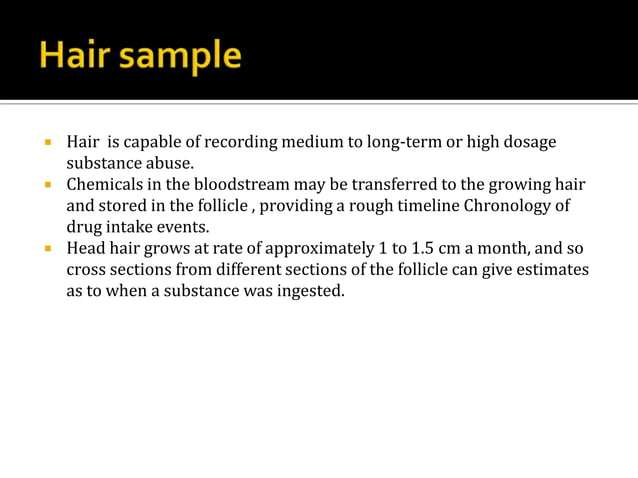 Hair sample
Hair  is capable of recording medium to long-term or high dosage
substance abuse.
Chemicals in the bloodstream may be transferred to the growing hair
and stored in the follicle , providing a rough timeline Chronology of
drug intake events.
Head hair grows at rate of approximately 1 to 1.5 cm a month, and so
cross sections from different sections of the follicle can give estimates
as to when a substance was ingested.